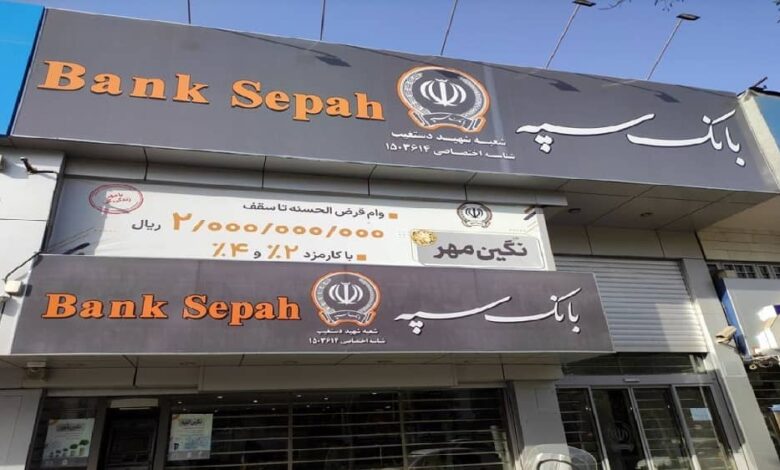 Bank Sepah
بانک سپه
شعبه شهید دستغیب
شناسه اختصاصی ۱۵۰۳۶۱۴
وام قرض الحسنه تا سقف
۲/۰۰۰/۰۰۰/۰۰۰ ریال
با کارمزد ۲٪ و ۴٪
نگین مهر
Bank Sepah
بانک سپه
شعبه شهید دستغیب
شناسه اختصاصی ۱۵۰۳۶۱۴